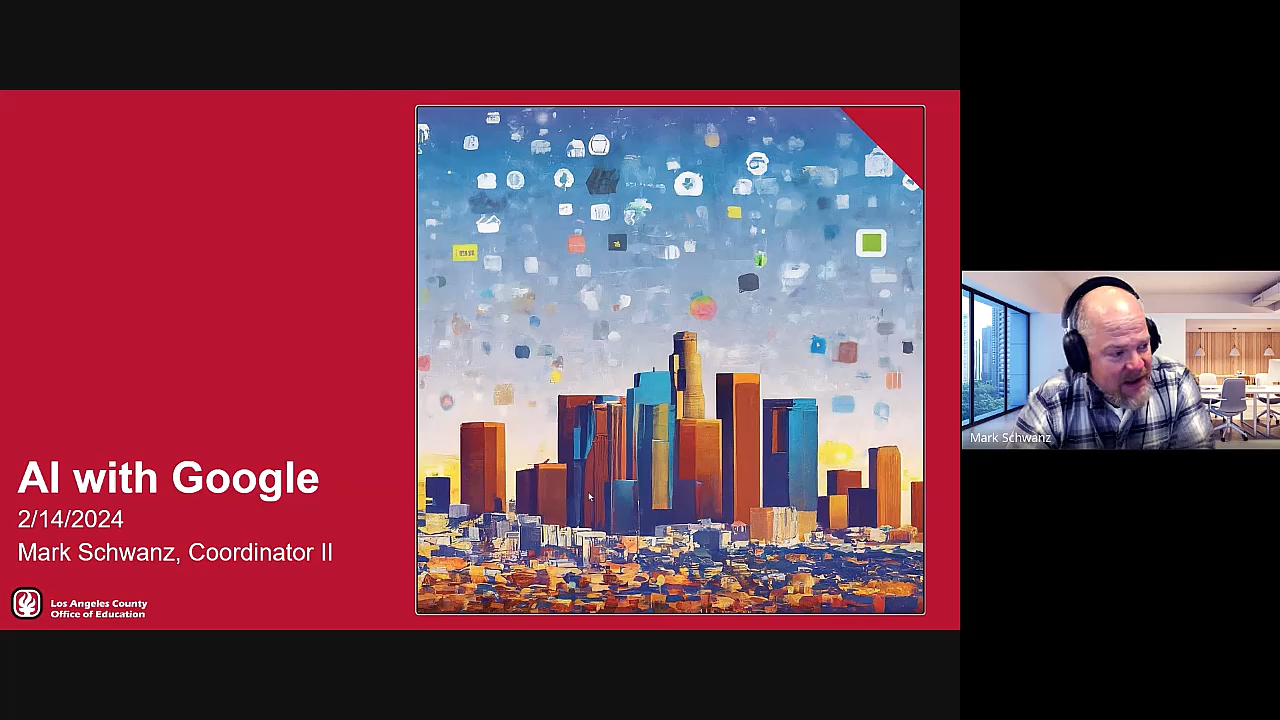 AI with Google
2/14/2024
Mark Schwanz, Coordinator II
Los Angeles County
Office of Education
Mark Schwanz